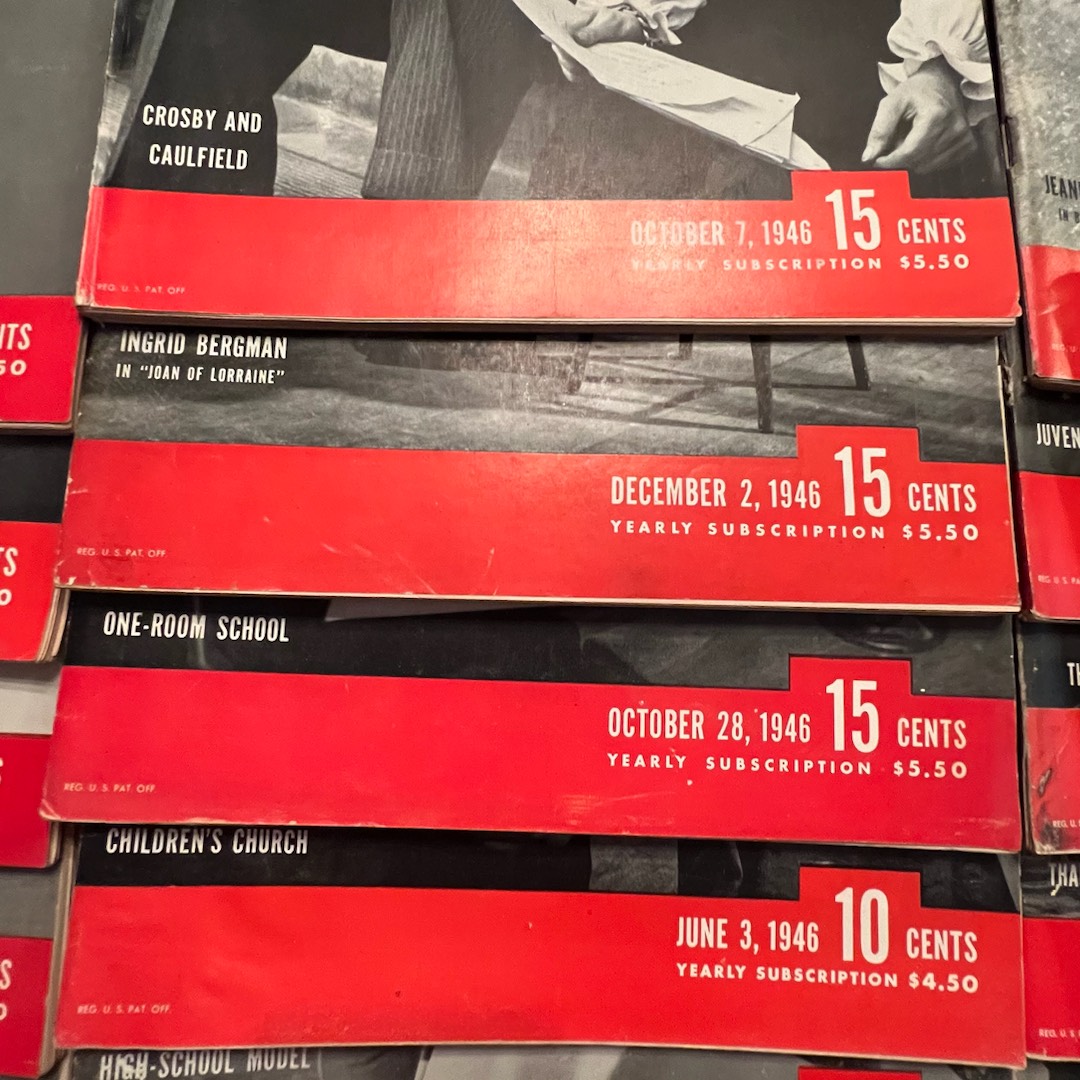 CROSBY AND
CAULFIELD
OCTOBER 7, 1946 15 CENTS
YEARLY SUBSCRIPTION $5.50
REG. U. S. PAT. OFF.
INGRID BERGMAN
IN "JOAN OF LORRAINE"
DECEMBER 2, 1946 15 CENTS
YEARLY SUBSCRIPTION $5.50
REG. U. S. PAT. OFF.
ONE-ROOM SCHOOL
OCTOBER 28, 1946 15 CENTS
YEARLY SUBSCRIPTION $5.50
REG. U. S. PAT. OFF.
CHILDREN'S CHURCH
JUNE 3, 1946 10 CENTS
YEARLY SUBSCRIPTION $4.50
REG. U. S. PAT. OFF.
HIGH-SCHOOL MODEL